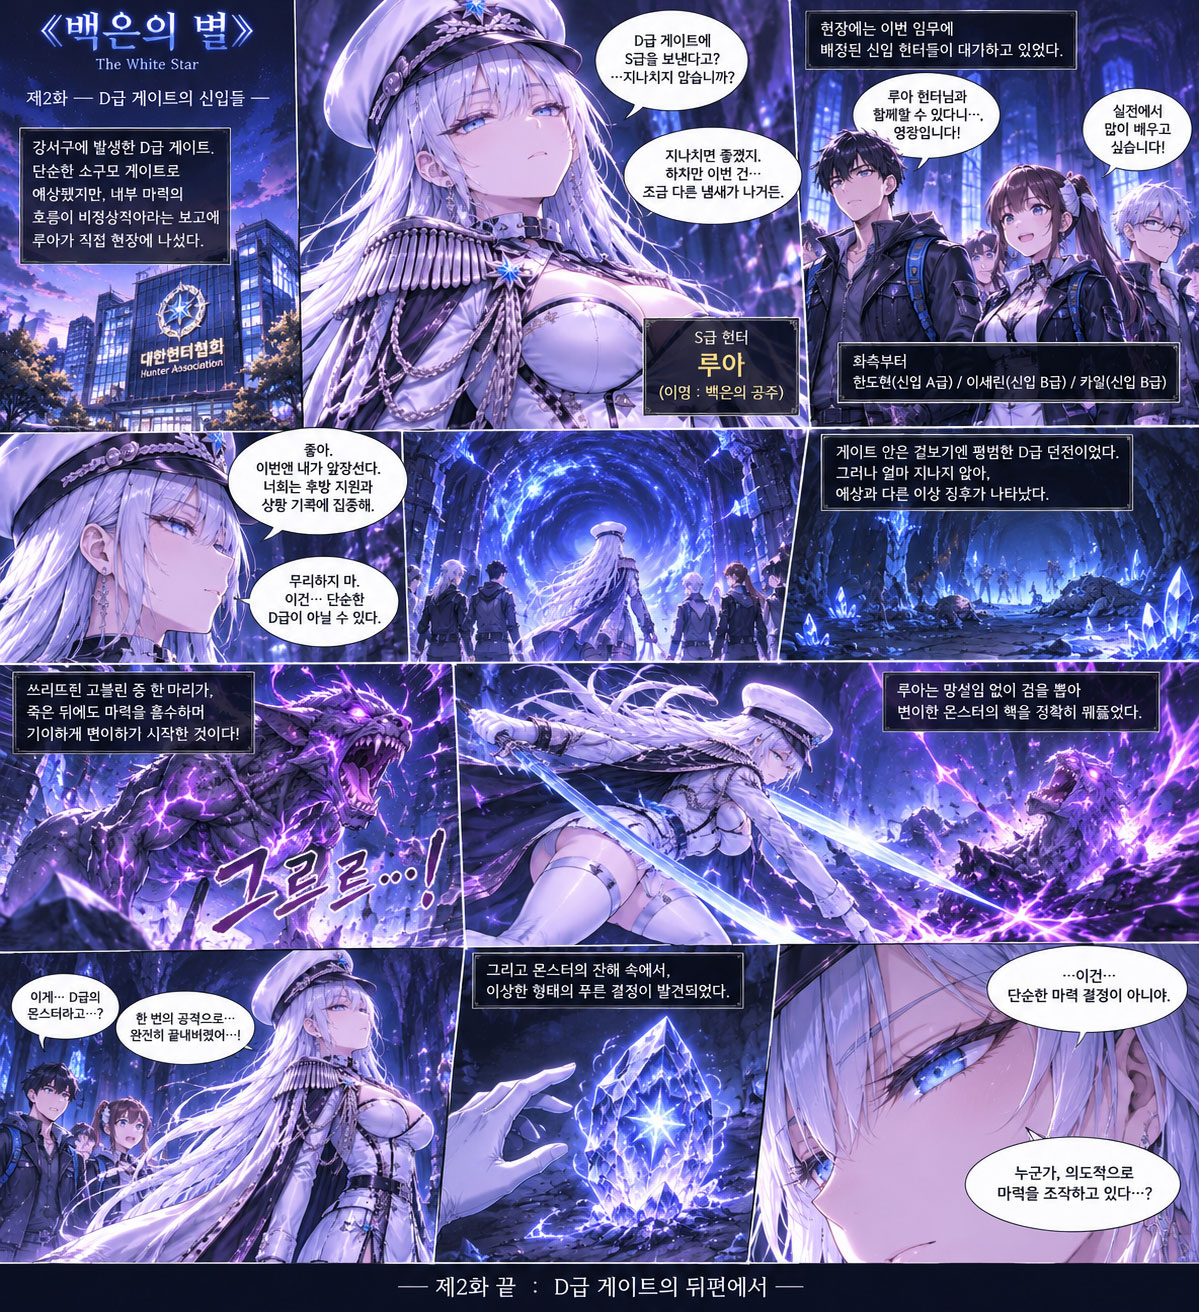 《백은의 별》
The White Star
제2화 — D급 게이트의 신입들 —
강서구에 발생한 D급 게이트.
단순한 소규모 게이트로
예상됐지만, 내부 마력의
호릉이 비정상적아라는 보고에
루아가 직접 현장에 나섰다.
대한헌터협회
Hunter Association
D급 게이트에
S급을 보낸다고?
…지나치지 않습니까?
지나치면 좋겠지.
하차만 이번 건…
조금 다른 냄새가 나거든.
S급 헌터
루아
(이명 : 백은의 공주)
현장에는 이번 임무에
배정된 신임 헌터들이 대기하고 있었다.
루아 헌터님과
함께할 수 있다니…,
영광입니다!
실전에서
많이 배우고
싶습니다!
화측부터
한도현(신입 A급) / 이세린(신입 B급) / 카일(신입 B급)
좋아.
이번앤 내가 앞장선다.
너회는 후방 지원과
상황 기록에 집중해.
무리하지 마.
이건… 단순한
D급이 아닐 수 있다.
게이트 안은 겉보기엔 평범한 D급 던전이었다.
그러나 얼마 지나지 않아,
예상과 다른 이상 징후가 나타났다.
쓰러뜨린 고블린 중 한 마리가,
죽은 뒤에도 마력을 흡수하며
기이하게 변이하가 시작한 것이다!
그르르…!
루아는 망설임 없이 검을 뽑아
변이한 몬스터의 핵을 정확히 꿰뚫었다.
이게… D급의
몬스터라고…?
한 번의 공격으로…
완전히 끝내버렸어…!
그리고 몬스터의 잔해 속에서,
이상한 형태의 푸른 결정이 발견되었다.
…이건…
단순한 마력 결정이 아니야.
누군가, 의도적으로
마력을 조작하고 있다…?
— 제2화 끝 : D급 게이트의 뒤편에서 —